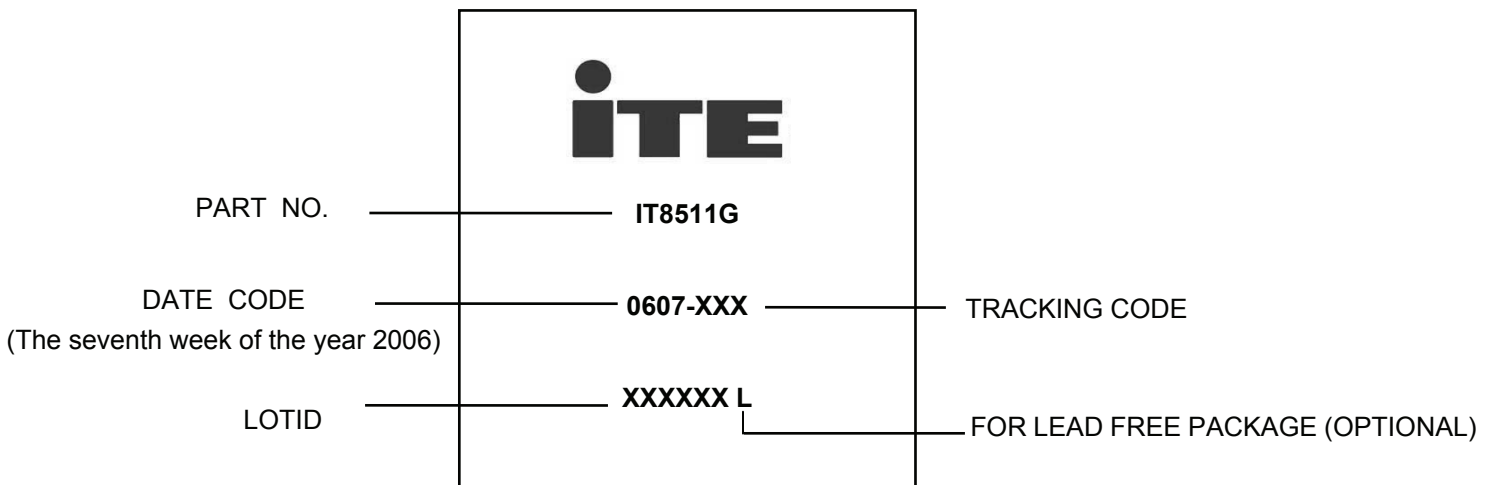 iTE
PART NO. IT8511G
DATE CODE 0607-XXX TRACKING CODE
(The seventh week of the year 2006)
LOTID XXXXXX L
FOR LEAD FREE PACKAGE (OPTIONAL)